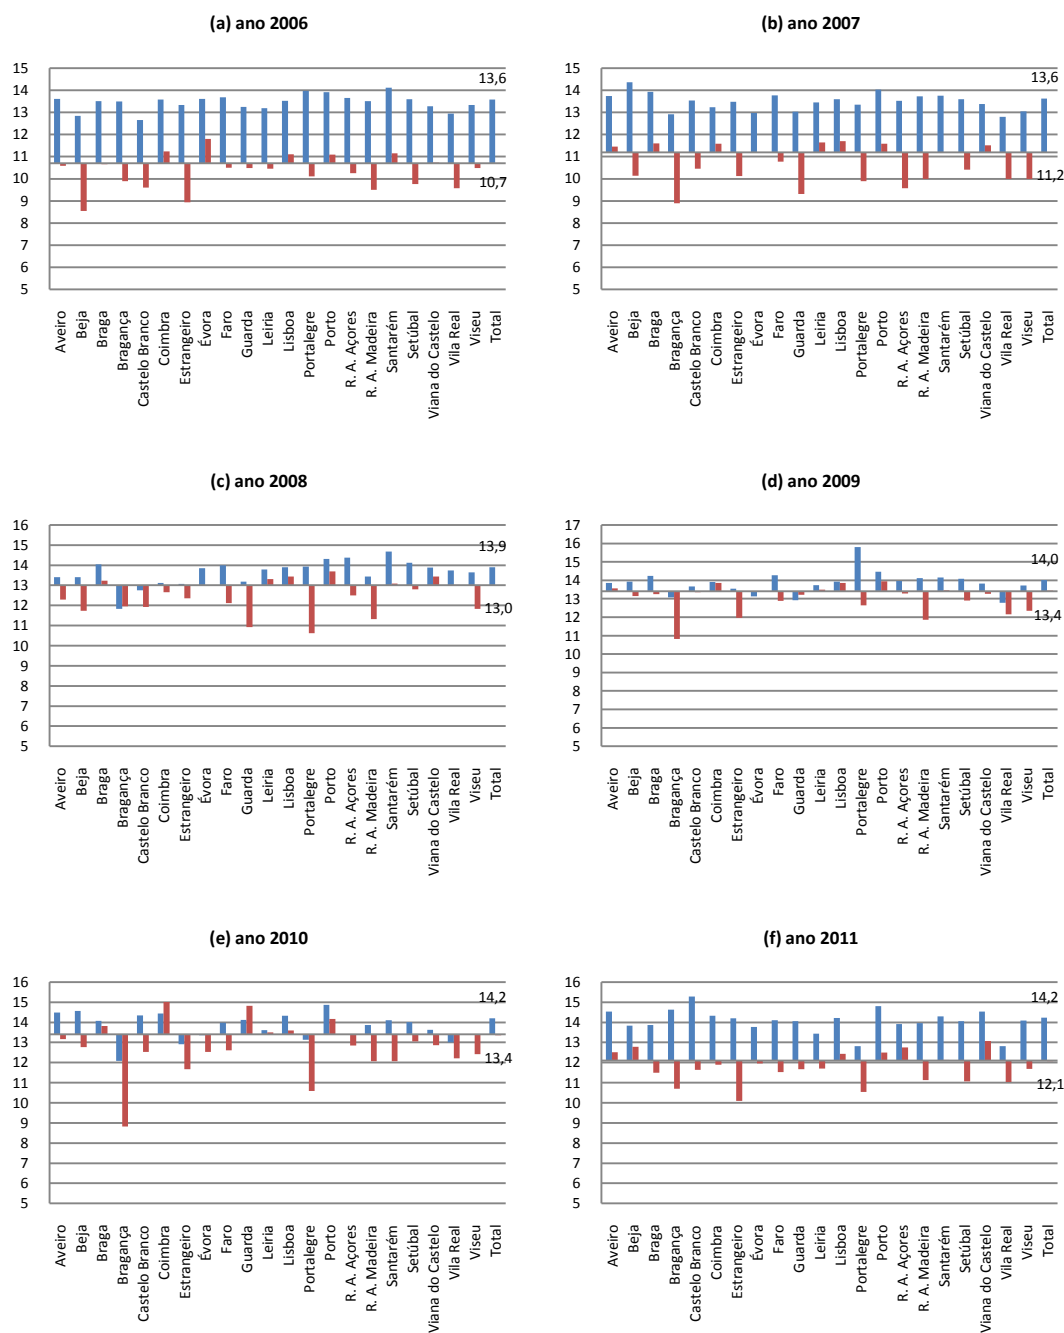 (a) ano 2006
15
14
13
12
11
10
9
8
7
6
5
13,6
10,7
Aveiro
Beja
Braga
Bragança
Castelo Branco
Coimbra
Estrangeiro
Évora
Faro
Guarda
Leiria
Lisboa
Portalegre
Porto
R. A. Açores
R. A. Madeira
Santarém
Setúbal
Viana do Castelo
Vila Real
Viseu
Total
(b) ano 2007
15
14
13
12
11
10
9
8
7
6
5
13,6
11,2
Aveiro
Beja
Braga
Bragança
Castelo Branco
Coimbra
Estrangeiro
Évora
Faro
Guarda
Leiria
Lisboa
Portalegre
Porto
R. A. Açores
R. A. Madeira
Santarém
Setúbal
Viana do Castelo
Vila Real
Viseu
Total
(c) ano 2008
16
15
14
13
12
11
10
9
8
7
6
5
13,9
13,0
Aveiro
Beja
Braga
Bragança
Castelo Branco
Coimbra
Estrangeiro
Évora
Faro
Guarda
Leiria
Lisboa
Portalegre
Porto
R. A. Açores
R. A. Madeira
Santarém
Setúbal
Viana do Castelo
Vila Real
Viseu
Total
(d) ano 2009
17
16
15
14
13
12
11
10
9
8
7
6
5
14,0
13,4
Aveiro
Beja
Braga
Bragança
Castelo Branco
Coimbra
Estrangeiro
Évora
Faro
Guarda
Leiria
Lisboa
Portalegre
Porto
R. A. Açores
R. A. Madeira
Santarém
Setúbal
Viana do Castelo
Vila Real
Viseu
Total
(e) ano 2010
16
15
14
13
12
11
10
9
8
7
6
5
14,2
13,4
Aveiro
Beja
Braga
Bragança
Castelo Branco
Coimbra
Estrangeiro
Évora
Faro
Guarda
Leiria
Lisboa
Portalegre
Porto
R. A. Açores
R. A. Madeira
Santarém
Setúbal
Viana do Castelo
Vila Real
Viseu
Total
(f) ano 2011
16
15
14
13
12
11
10
9
8
7
6
5
14,2
12,1
Aveiro
Beja
Braga
Bragança
Castelo Branco
Coimbra
Estrangeiro
Évora
Faro
Guarda
Leiria
Lisboa
Portalegre
Porto
R. A. Açores
R. A. Madeira
Santarém
Setúbal
Viana do Castelo
Vila Real
Viseu
Total